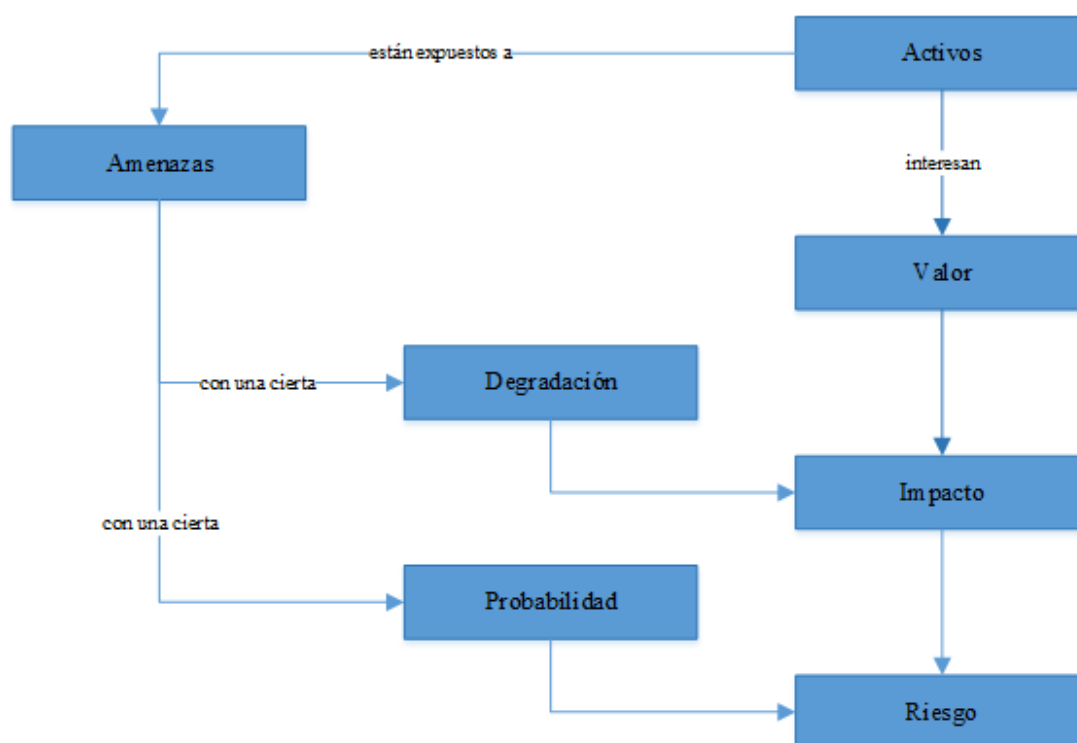 Activos
están expuestos a
Amenazas
interesan
Valor
con una cierta
Degradación
Impacto
con una cierta
Probabilidad
Riesgo